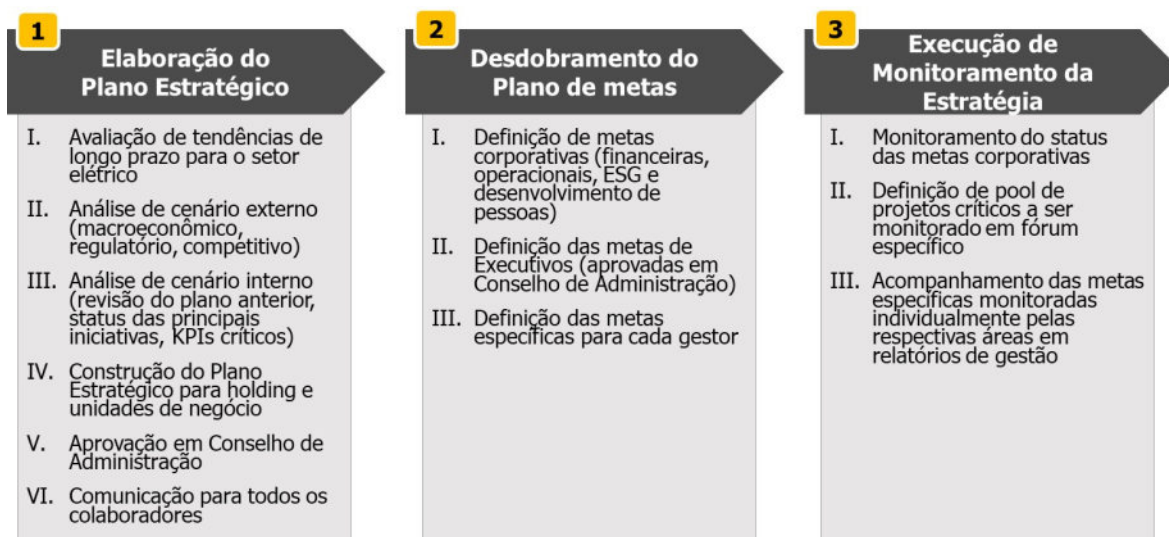 1
Elaboração do
Plano Estratégico
I. Avaliação de tendências de
longo prazo para o setor
elétrico
II. Análise de cenário externo
(macroeconômico,
regulatório, competitivo)
III. Análise de cenário interno
(revisão do plano anterior,
status das principais
iniciativas, KPIs críticos)
IV. Construção do Plano
Estratégico para holding e
unidades de negócio
V. Aprovação em Conselho de
Administração
VI. Comunicação para todos os
colaboradores
2
Desdobramento do
Plano de metas
I. Definição de metas
corporativas (financeiras,
operacionais, ESG e
desenvolvimento de
pessoas)
II. Definição das metas de
Executivos (aprovadas em
Conselho de Administração)
III. Definição das metas
específicas para cada gestor
3
Execução de
Monitoramento da
Estratégia
I. Monitoramento do status
das metas corporativas
II. Definição de pool de
projetos críticos a ser
monitorado em fórum
específico
III. Acompanhamento das metas
específicas monitoradas
individualmente pelas
respectivas áreas em
relatórios de gestão